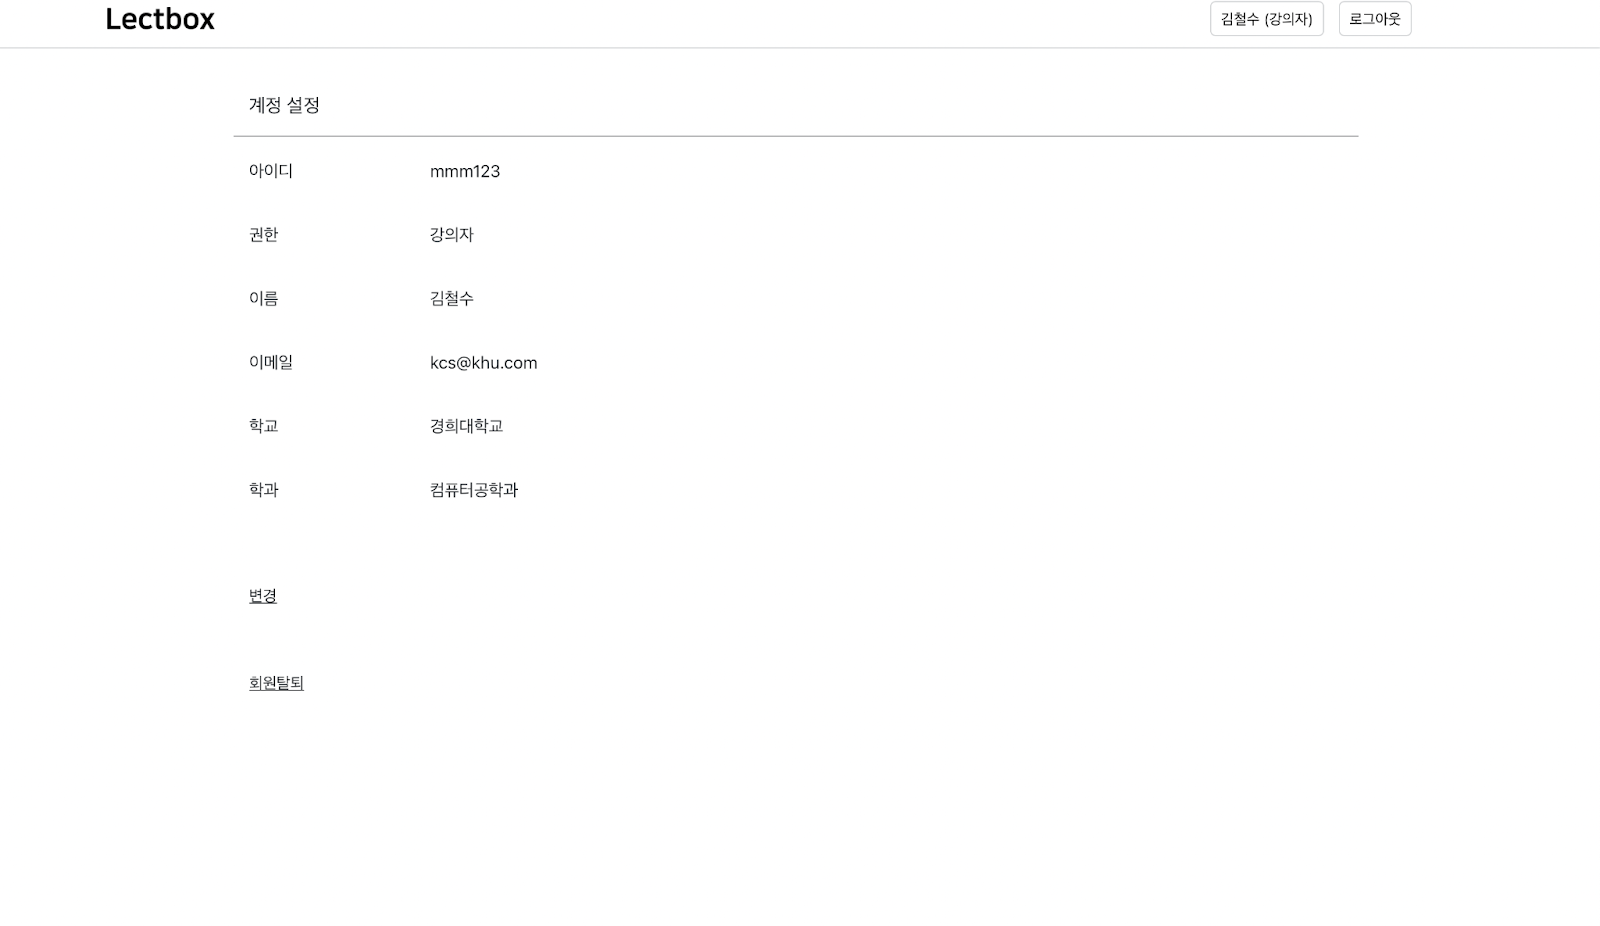 Lectbox 김철수 (강의자) 로그아웃
계정 설정
아이디 mmm123
권한 강의자
이름 김철수
이메일 kcs@khu.com
학교 경희대학교
학과 컴퓨터공학과
변경
회원탈퇴